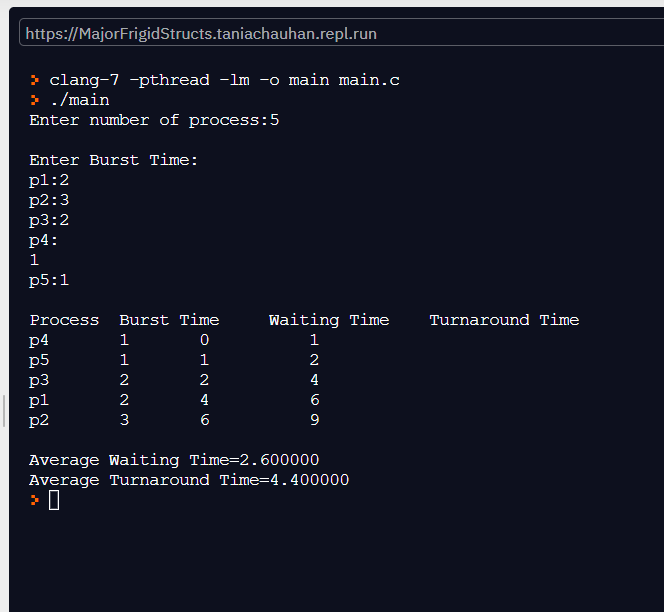 https://MajorFrigidStructs.taniachauhan.repl.run
> clang-7 -pthread -lm -o main main.c
> ./main
Enter number of process:5
Enter Burst Time:
p1:2
p2:3
p3:2
p4:
1
p5:1
Process  Burst Time     Waiting Time    Turnaround Time
p4       1       0          1
p5       1       1          2
p3       2       2          4
p1       2       4          6
p2       3       6          9
Average Waiting Time=2.600000
Average Turnaround Time=4.400000
>